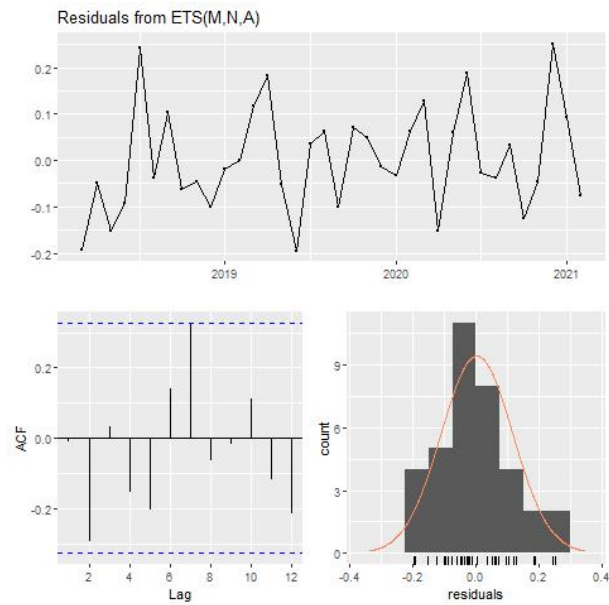 Residuals from ETS(M,N,A)
0.2
0.1
0.0
-0.1
-0.2
2019 2020 2021
ACF
0.2
0.0
-0.2
2 4 6 8 10 12
Lag
count
9
6
3
0
-0.4 -0.2 0.0 0.2 0.4
residuals